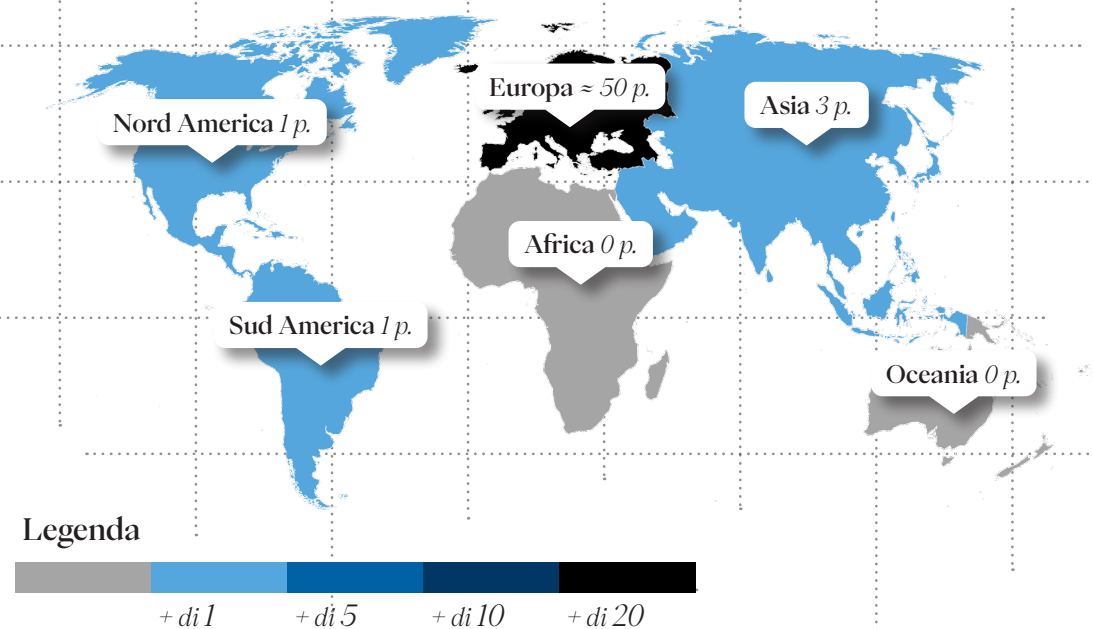 Europa ≈ 50 p.
Asia 3 p.
Nord America 1 p.
Africa 0 p.
Sud America 1 p.
Oceania 0 p.
Legenda
+ di 1
+ di 5
+ di 10
+ di 20